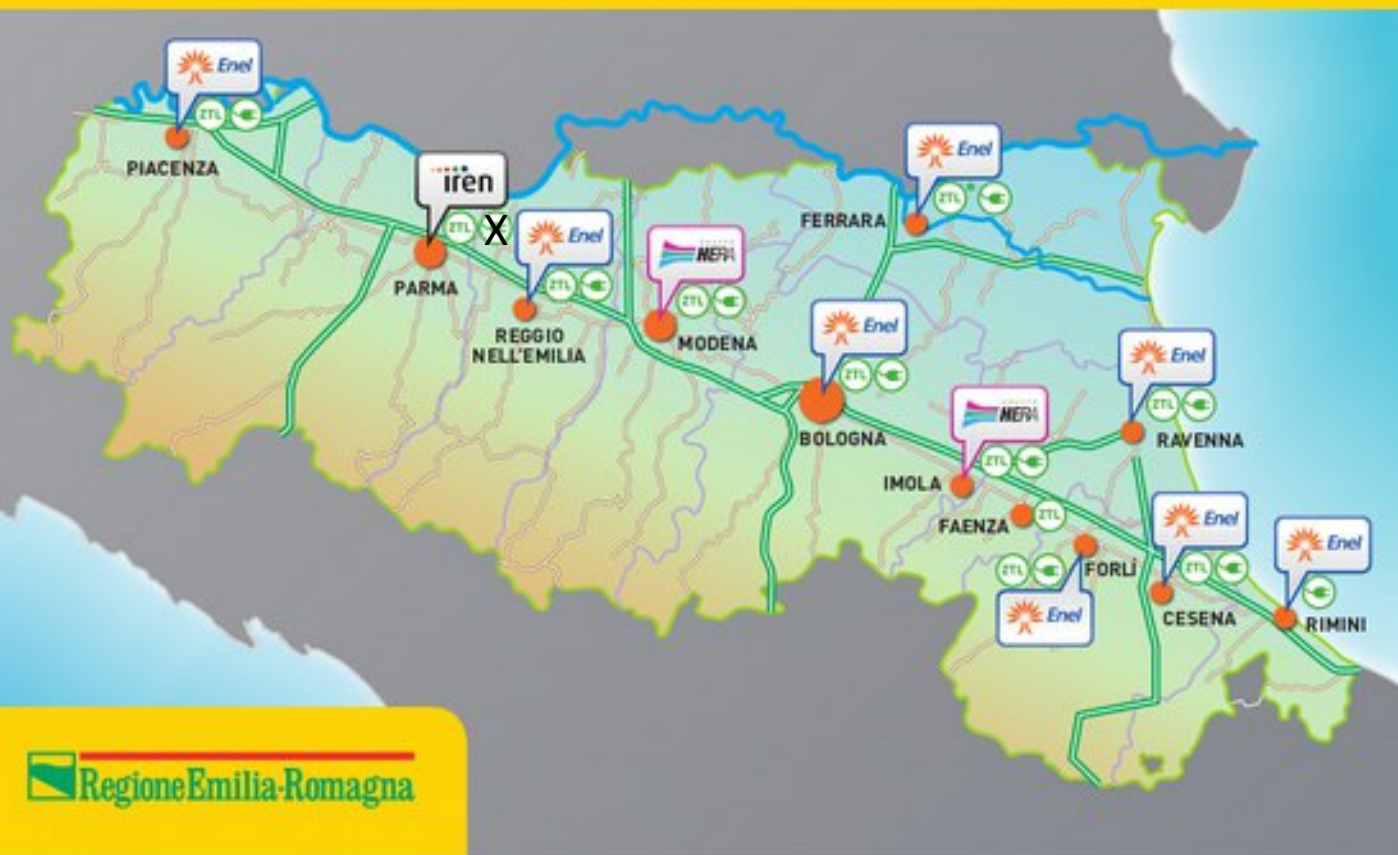 Enel
ZTL
PIACENZA
iren
ZTL X
PARMA
Enel
ZTL
REGGIO
NELL'EMILIA
HERA
ZTL
MODENA
Enel
ZTL*
FERRARA
Enel
ZTL
BOLOGNA
HERA
ZTL
IMOLA
Enel
ZTL
RAVENNA
FAENZA ZTL
ZTL
FORLÌ
Enel
Enel
ZTL
CESENA
Enel
RIMINI
RegioneEmilia-Romagna